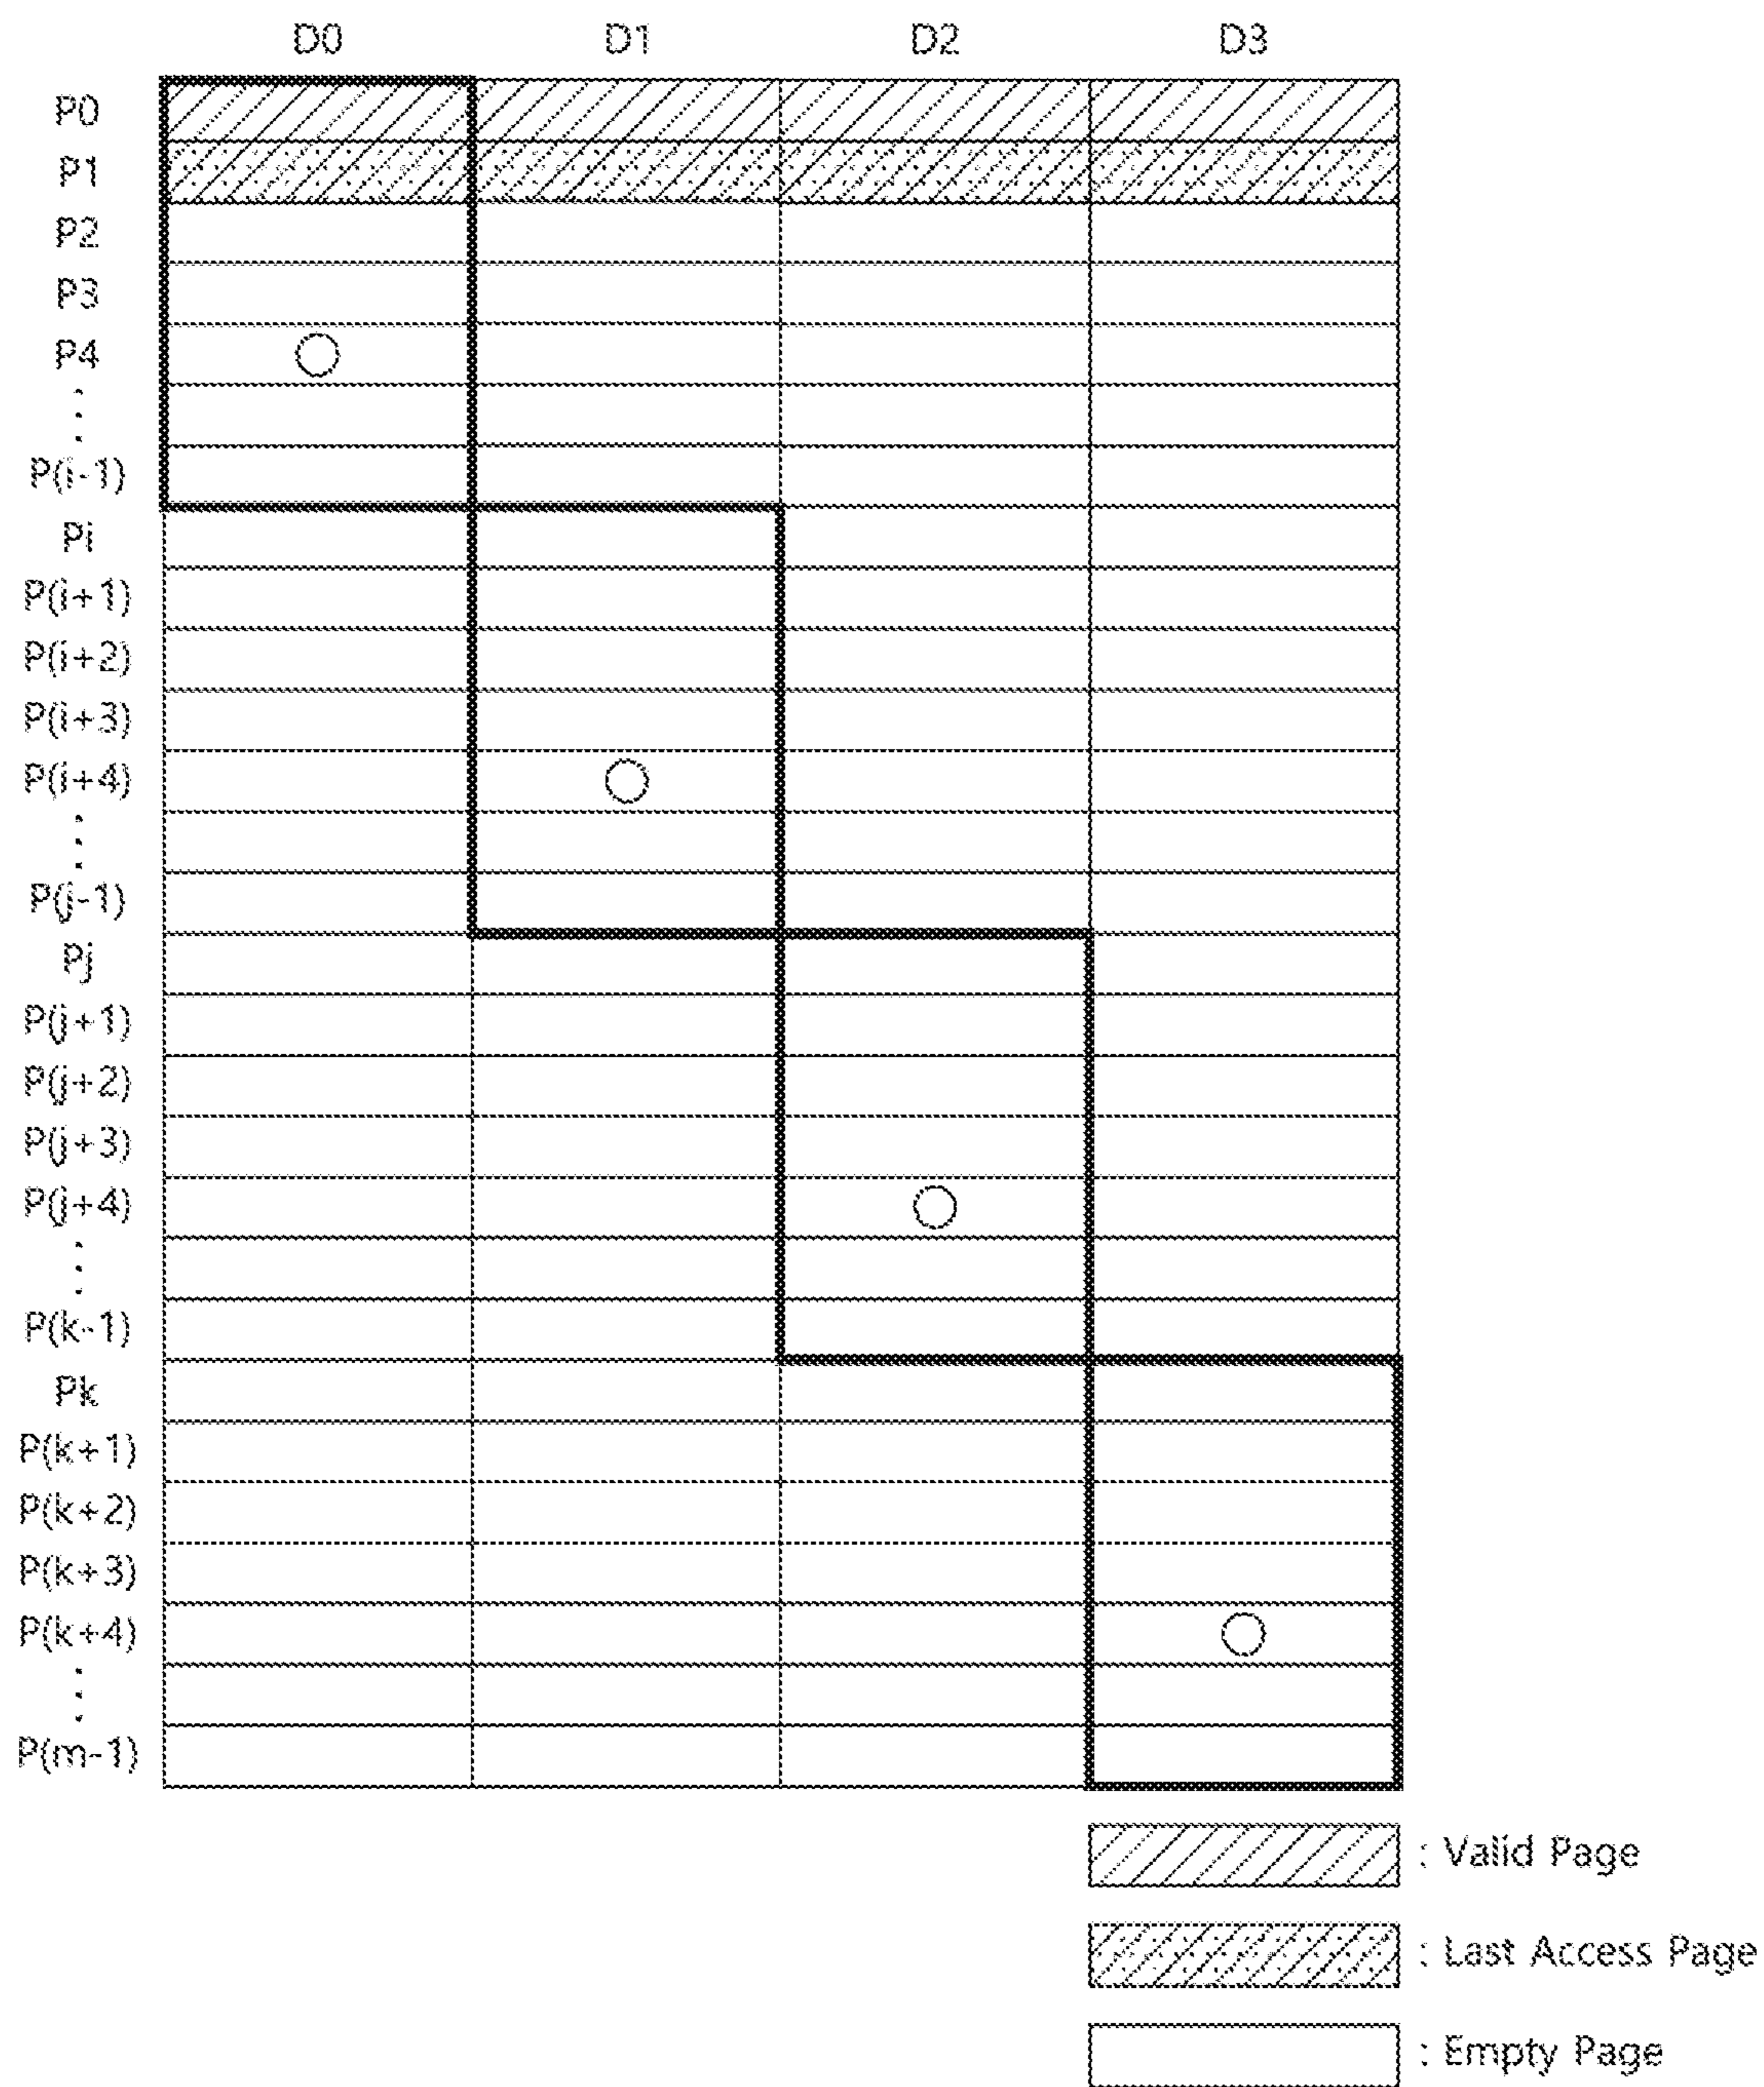 D0 D1 D2 D3
P0
P1
P2
P3
P4
⋮
P(i-1)
Pi
P(i+1)
P(i+2)
P(i+3)
P(i+4)
⋮
P(j-1)
Pj
P(j+1)
P(j+2)
P(j+3)
P(j+4)
⋮
P(k-1)
Pk
P(k+1)
P(k+2)
P(k+3)
P(k+4)
⋮
P(m-1)
: Valid Page
: Last Access Page
: Empty Page